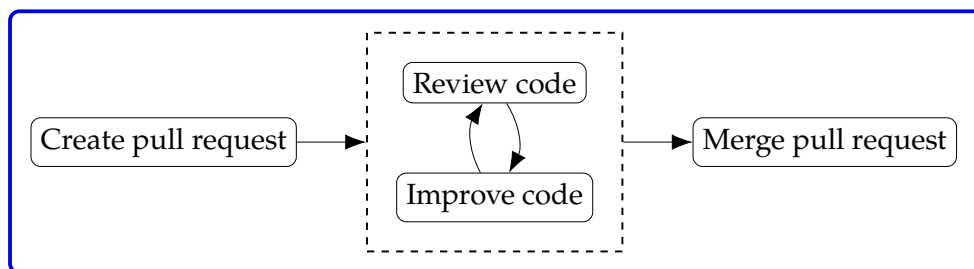 Create pull request
Review code
Improve code
Merge pull request